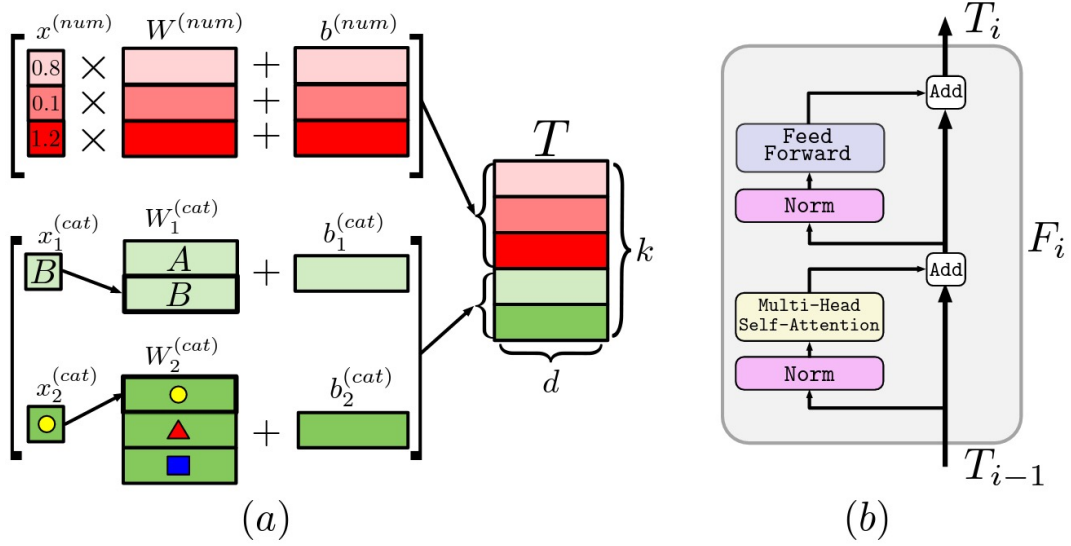 x^{(num)} W^{(num)} b^{(num)}
0.8 × +
0.1 × +
1.2 × +
T
k
d
x_1^{(cat)} W_1^{(cat)} b_1^{(cat)}
B A +
B
x_2^{(cat)} W_2^{(cat)} b_2^{(cat)}
+
(a)
T_i
Add
Feed
Forward
Norm
F_i
Add
Multi-Head
Self-Attention
Norm
T_{i-1}
(b)